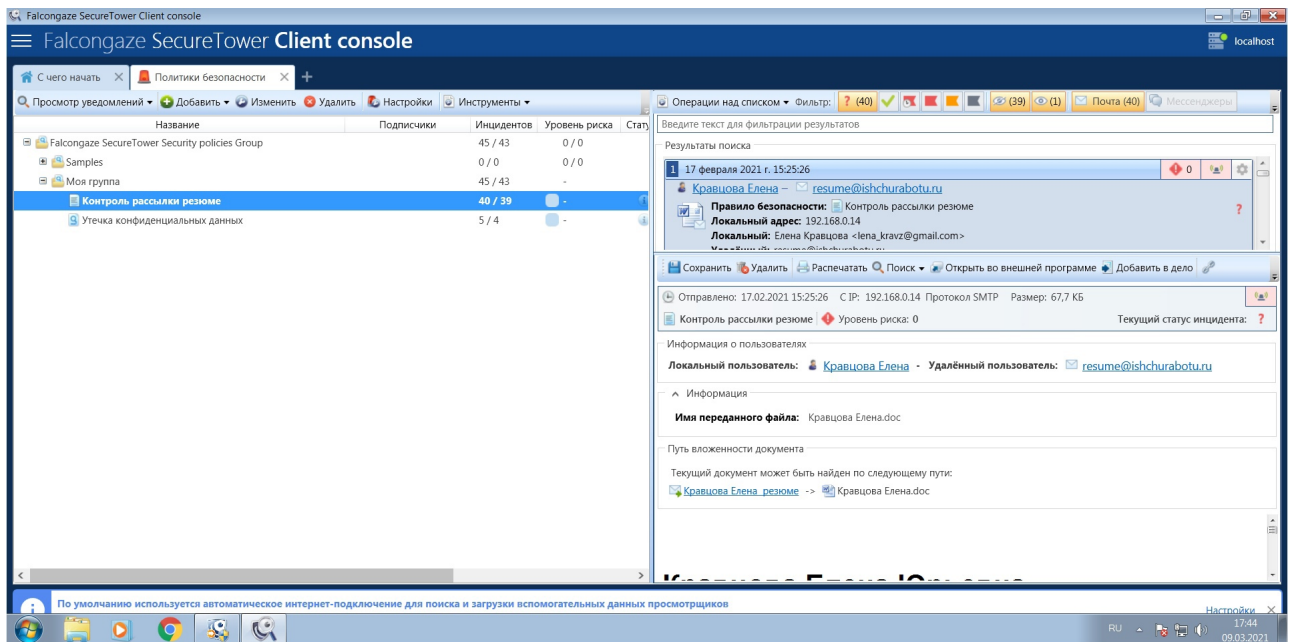 Falcongaze SecureTower Client console
Falcongaze SecureTower Client console
localhost
С чего начать
Политики безопасности
Просмотр уведомлений Добавить Изменить Удалить Настройки Инструменты
Название Подписчики Инцидентов Уровень риска Стату
Falcongaze SecureTower Security policies Group 45 / 43 0 / 0
Samples 0 / 0 0 / 0
Моя группа 45 / 43 -
Контроль рассылки резюме 40 / 39 -
Утечка конфиденциальных данных 5 / 4 -
Операции над списком Фильтр: ? (40) (39) (1) Почта (40) Мессенджеры
Введите текст для фильтрации результатов
Результаты поиска
1 17 февраля 2021 г. 15:25:26 0
Кравцова Елена – resume@ishchurabotu.ru
Правило безопасности: Контроль рассылки резюме ?
Локальный адрес: 192.168.0.14
Локальный: Елена Кравцова <lena_kravz@gmail.com>
Удалённый: resume@ishchurabotu.ru
Сохранить Удалить Распечатать Поиск Открыть во внешней программе Добавить в дело
Отправлено: 17.02.2021 15:25:26 С IP: 192.168.0.14 Протокол SMTP Размер: 67,7 КБ
Контроль рассылки резюме Уровень риска: 0 Текущий статус инцидента: ?
Информация о пользователях
Локальный пользователь: Кравцова Елена - Удалённый пользователь: resume@ishchurabotu.ru
Информация
Имя переданного файла: Кравцова Елена.doc
Путь вложенности документа
Текущий документ может быть найден по следующему пути:
Кравцова Елена_резюме -> Кравцова Елена.doc
По умолчанию используется автоматическое интернет-подключение для поиска и загрузки вспомогательных данных просмотрщиков
Настройки
RU 17:44
09.03.2021